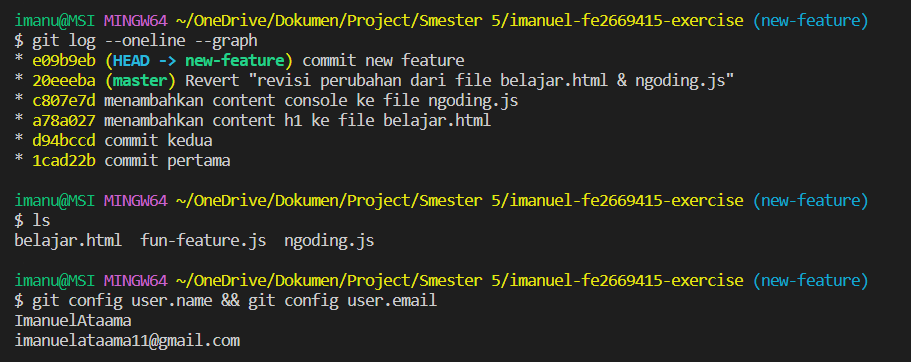 imanu@MSI MINGW64 ~/OneDrive/Dokumen/Project/Smester 5/imanuel-fe2669415-exercise (new-feature)
$ git log --oneline --graph
* e09b9eb (HEAD -> new-feature) commit new feature
* 20eeeba (master) Revert "revisi perubahan dari file belajar.html & ngoding.js"
* c807e7d menambahkan content console ke file ngoding.js
* a78a027 menambahkan content h1 ke file belajar.html
* d94bccd commit kedua
* 1cad22b commit pertama
imanu@MSI MINGW64 ~/OneDrive/Dokumen/Project/Smester 5/imanuel-fe2669415-exercise (new-feature)
$ ls
belajar.html  fun-feature.js  ngoding.js
imanu@MSI MINGW64 ~/OneDrive/Dokumen/Project/Smester 5/imanuel-fe2669415-exercise (new-feature)
$ git config user.name && git config user.email
ImanuelAtaama
imanuelataama11@gmail.com